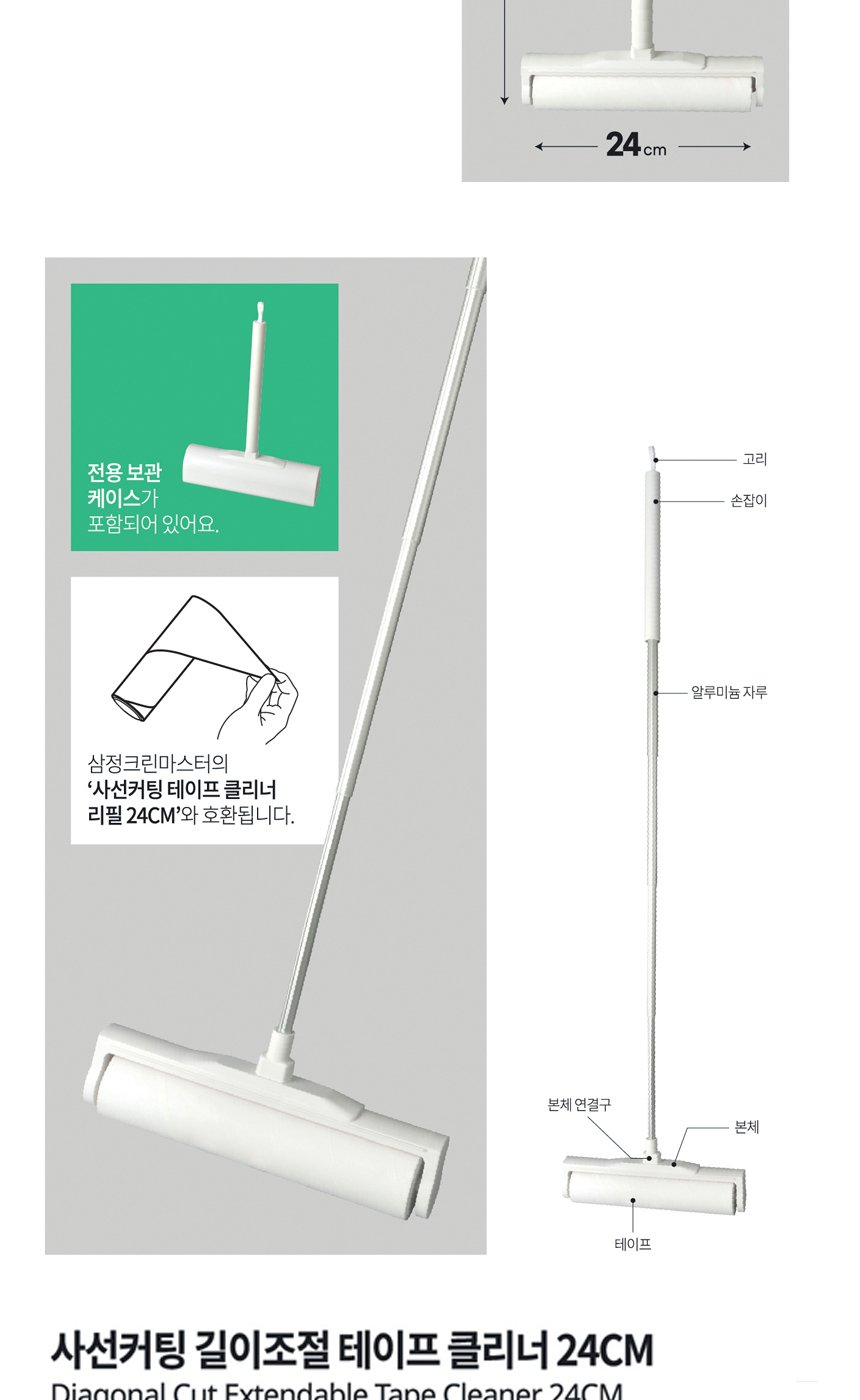 24cm
전용 보관
케이스가
포함되어 있어요.
삼정크린마스터의
‘사선커팅 테이프 클리너
리필 24CM’와 호환됩니다.
고리
손잡이
알루미늄 자루
본체 연결구
본체
테이프
사선커팅 길이조절 테이프 클리너 24CM
Diagonal Cut Extendable Tape Cleaner 24CM